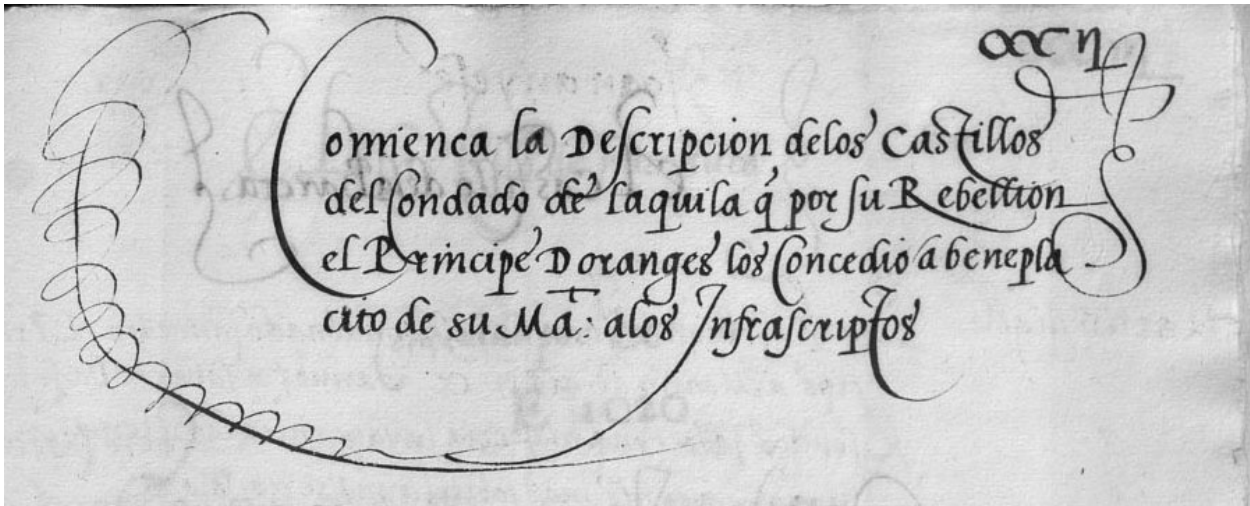 Comienca la Descripcion delos Castillos
del Condado de laquila q̃ por su Rebellion
el Principe Doranges los Concedio a benepla
cito de su Mat: alos Infrascriptos